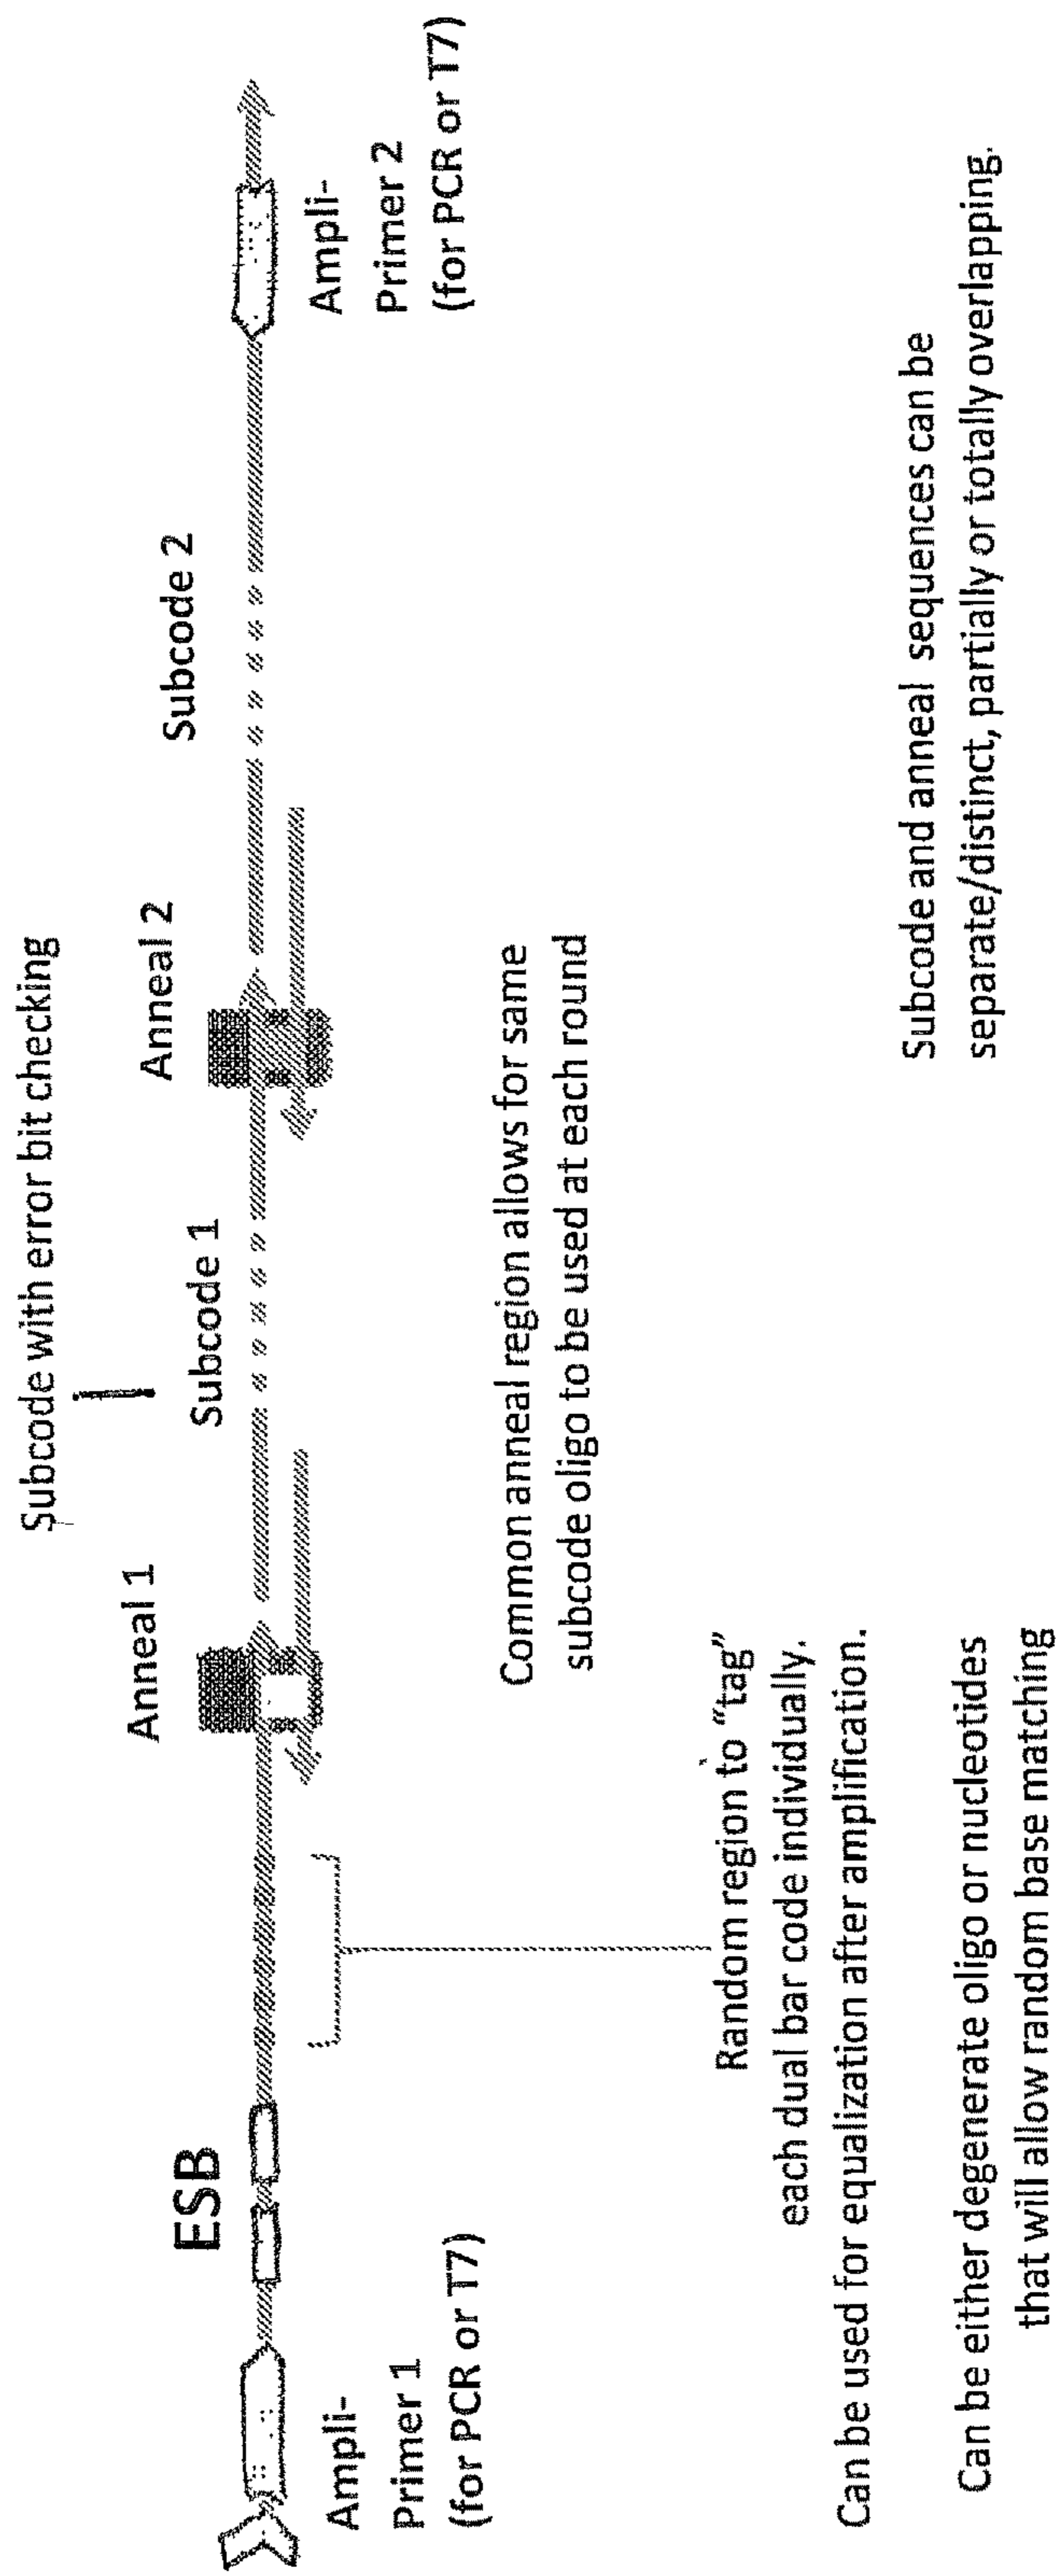 Subcode with error bit checking
Anneal 1
Subcode 1
Anneal 2
Subcode 2
ESB
Ampli-
Primer 1
(for PCR or T7)
Ampli-
Primer 2
(for PCR or T7)
Common anneal region allows for same
subcode oligo to be used at each round
Random region to “tag”
each dual bar code individually.
Can be used for equalization after amplification.
Can be either degenerate oligo or nucleotides
that will allow random base matching
Subcode and anneal sequences can be
separate/distinct, partially or totally overlapping.